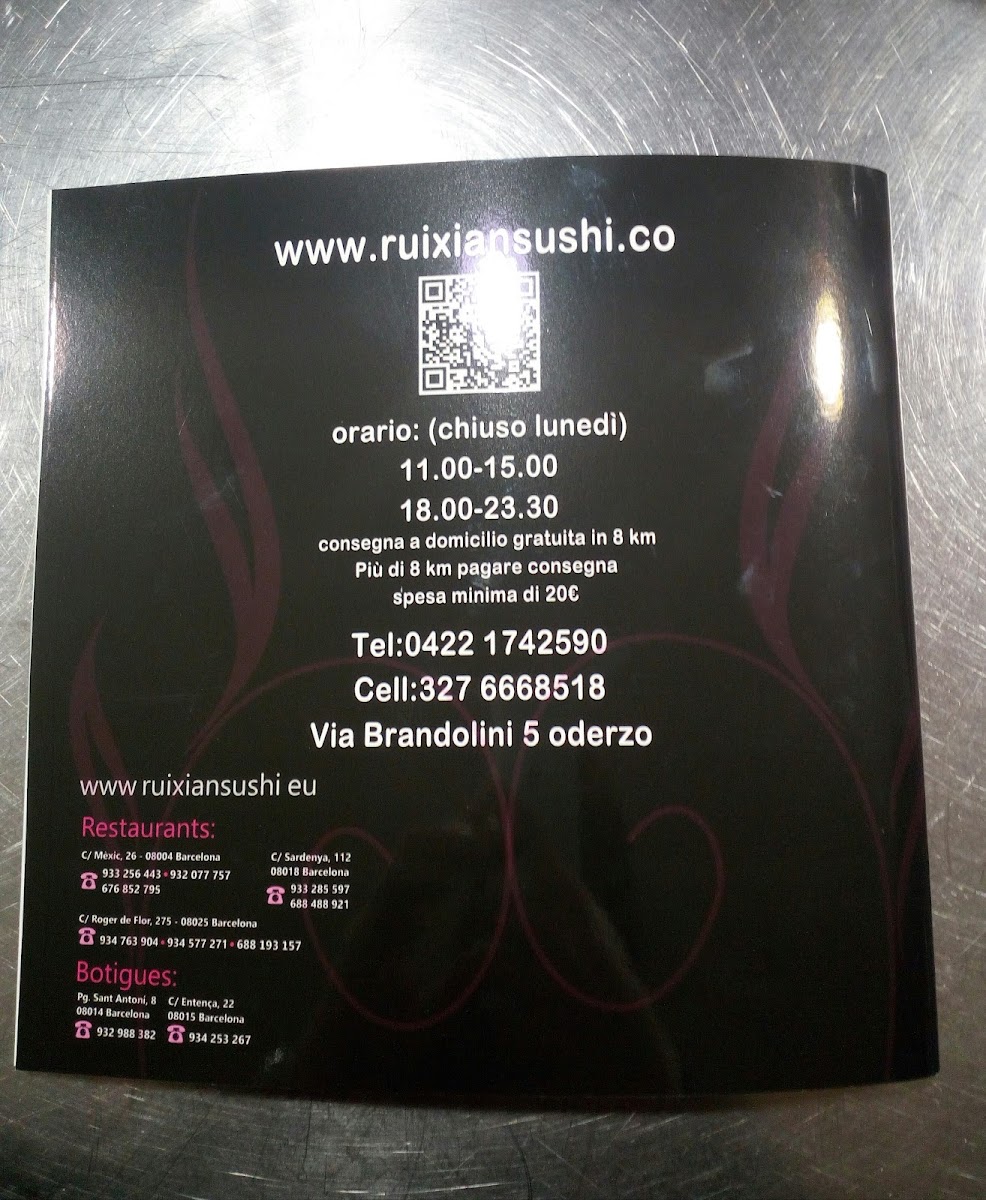 www.ruixiansushi.co
orario: (chiuso lunedì)
11.00-15.00
18.00-23.30
consegna a domicilio gratuita in 8 km
Più di 8 km pagare consegna
spesa minima di 20€
Tel:0422 1742590
Cell:327 6668518
Via Brandolini 5 oderzo
www ruixiansushi eu
Restaurants:
C/ Mèxic, 26 - 08004 Barcelona
933 256 443 • 932 077 757
676 852 795
C/ Sardenya, 112
08018 Barcelona
933 285 597
688 488 921
C/ Roger de Flor, 275 - 08025 Barcelona
934 763 904 • 934 577 271 • 688 193 157
Botigues:
Pg. Sant Antoni, 8
08014 Barcelona
932 988 382
C/ Entença, 22
08015 Barcelona
934 253 267